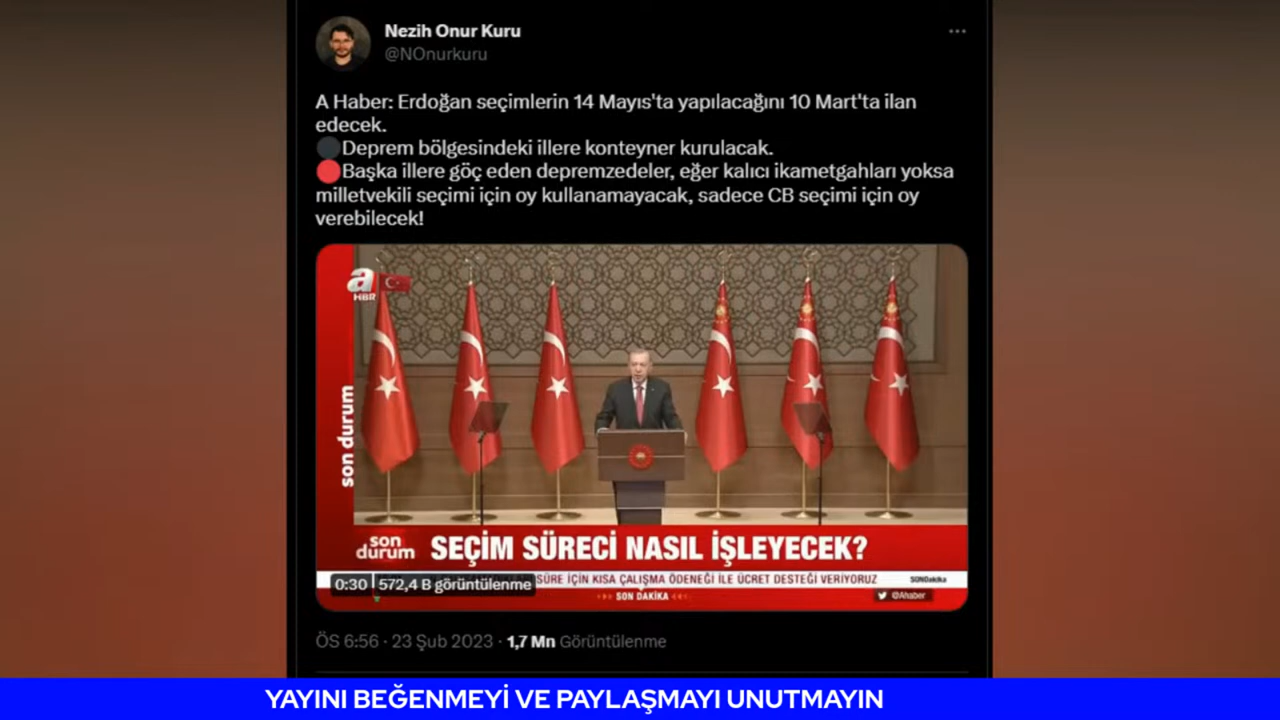 Nezih Onur Kuru
@NOnurkuru
A Haber: Erdoğan seçimlerin 14 Mayıs'ta yapılacağını 10 Mart'ta ilan
edecek.
Deprem bölgesindeki illere konteyner kurulacak.
Başka illere göç eden depremzedeler, eğer kalıcı ikametgahları yoksa
milletvekili seçimi için oy kullanamayacak, sadece CB seçimi için oy
verebilecek!
a
HBR
son durum
son
durum
SEÇİM SÜRECİ NASIL İŞLEYECEK?
0:30 572,4 B görüntülenme
SÜRE İÇİN KISA ÇALIŞMA ÖDENEĞİ İLE ÜCRET DESTEĞİ VERİYORUZ
SONDakika
SON DAKİKA
@Ahaber
ÖS 6:56 · 23 Şub 2023 · 1,7 Mn Görüntülenme
YAYINI BEĞENMEYİ VE PAYLAŞMAYI UNUTMAYIN